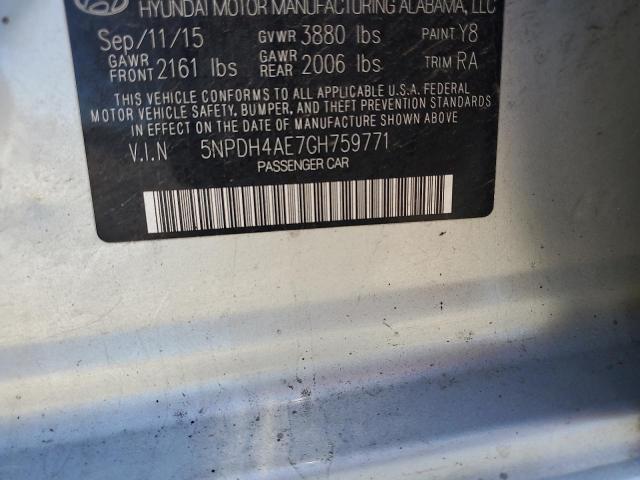 HYUNDAI MOTOR MANUFACTURING ALABAMA, LLC
Sep/11/15 GVWR 3880 lbs PAINT Y8
GAWR FRONT 2161 lbs GAWR REAR 2006 lbs TRIM RA
THIS VEHICLE CONFORMS TO ALL APPLICABLE U.S.A. FEDERAL
MOTOR VEHICLE SAFETY, BUMPER, AND THEFT PREVENTION STANDARDS
IN EFFECT ON THE DATE OF MANUFACTURE SHOWN ABOVE.
V.I.N 5NPDH4AE7GH759771
PASSENGER CAR